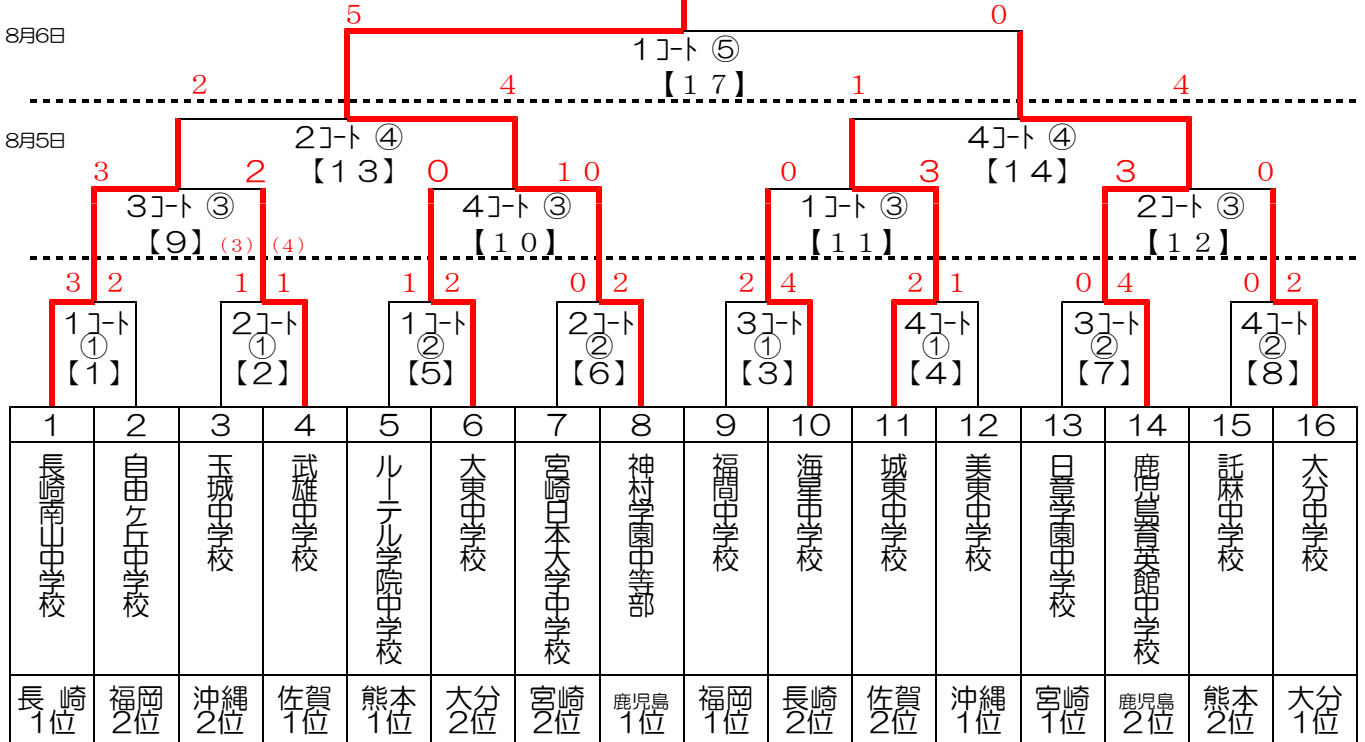 5 0
8月6日
1コート ⑤
【17】
2 4 1 4
8月5日
2コート ④ 4コート ④
【13】 【14】
3 2 0 10 0 3 3 0
3コート ③ 4コート ③ 1コート ③ 2コート ③
【9】 (3) (4) 【10】 【11】 【12】
3 2 1 1 1 2 0 2 2 4 2 1 0 4 0 2
1コート 2コート 1コート 2コート 3コート 4コート 3コート 4コート
① ① ② ② ① ① ② ②
【1】 【2】 【5】 【6】 【3】 【4】 【7】 【8】
1 2 3 4 5 6 7 8 9 10 11 12 13 14 15 16
長崎南山中学校
自由ヶ丘中学校
玉城中学校
武雄中学校
ルーテル学院中学校
大東中学校
宮崎日本大学中学校
神村学園中等部
福間中学校
海星中学校
城東中学校
美東中学校
日章学園中学校
鹿児島育英館中学校
託麻中学校
大分中学校
長 崎 福岡 沖縄 佐賀 熊本 大分 宮崎 鹿児島 福岡 長崎 佐賀 沖縄 宮崎 鹿児島 熊本 大分
1位 2位 2位 1位 1位 2位 2位 1位 1位 2位 2位 1位 1位 2位 2位 1位